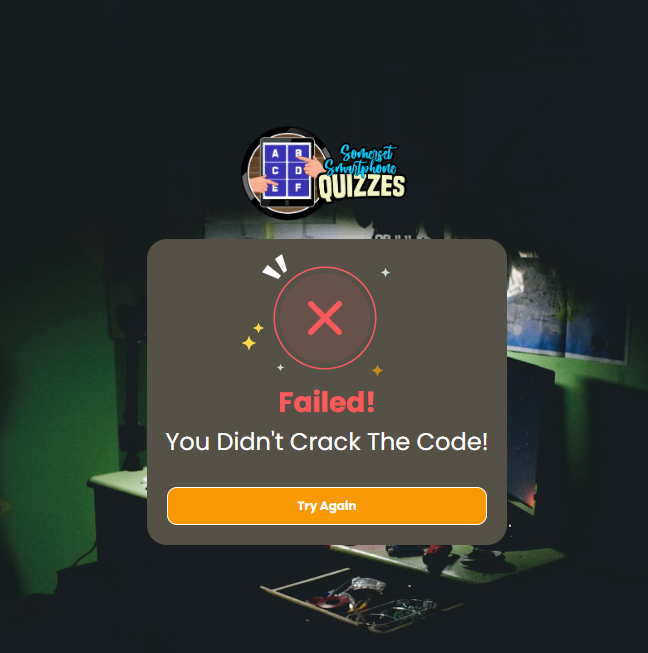 A B
C D
E F
Somerset
Smartphone
QUIZZES
Failed!
You Didn't Crack The Code!
Try Again